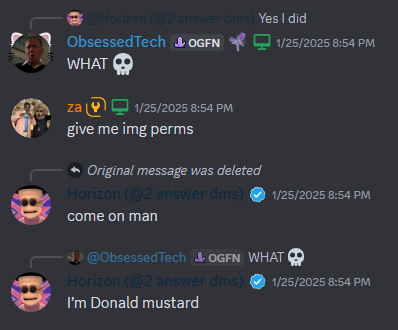 @Horizon (@2 answer dms) Yes I did
ObsessedTech OGFN 1/25/2025 8:54 PM
WHAT 💀
za 1/25/2025 8:54 PM
give me img perms
Original message was deleted
Horizon (@2 answer dms) 1/25/2025 8:54 PM
come on man
@ObsessedTech OGFN WHAT 💀
Horizon (@2 answer dms) 1/25/2025 8:54 PM
I'm Donald mustard